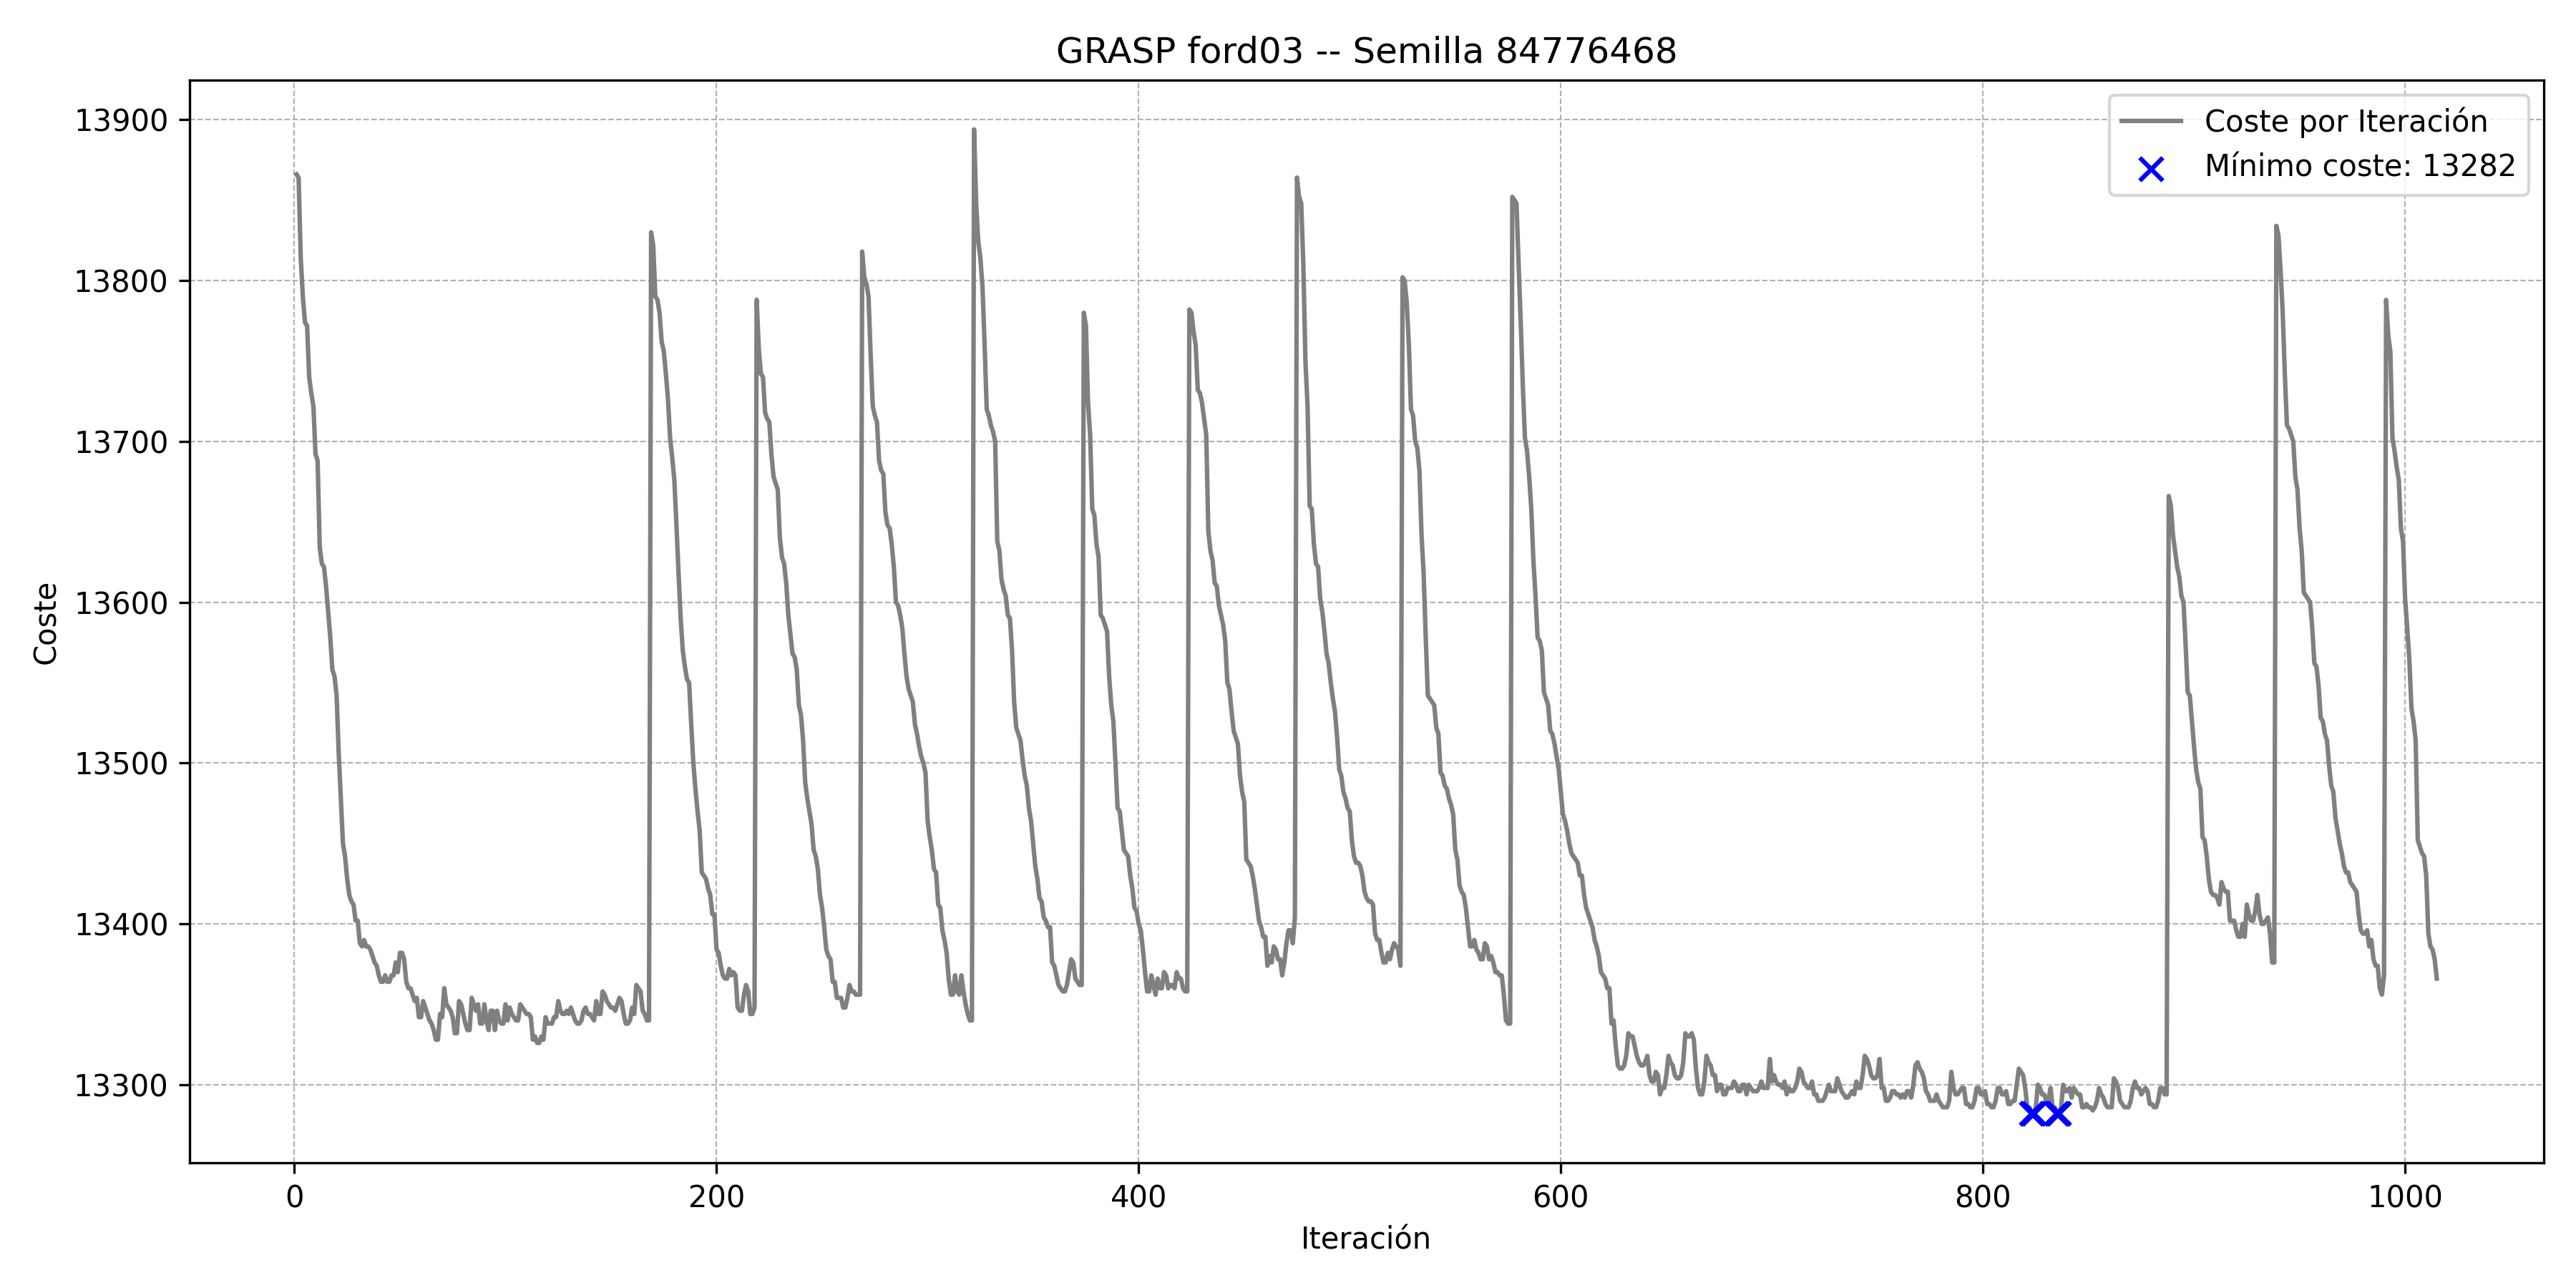 GRASP ford03 -- Semilla 84776468
Coste por Iteración
Mínimo coste: 13282
Coste
13900
13800
13700
13600
13500
13400
13300
0 200 400 600 800 1000
Iteración